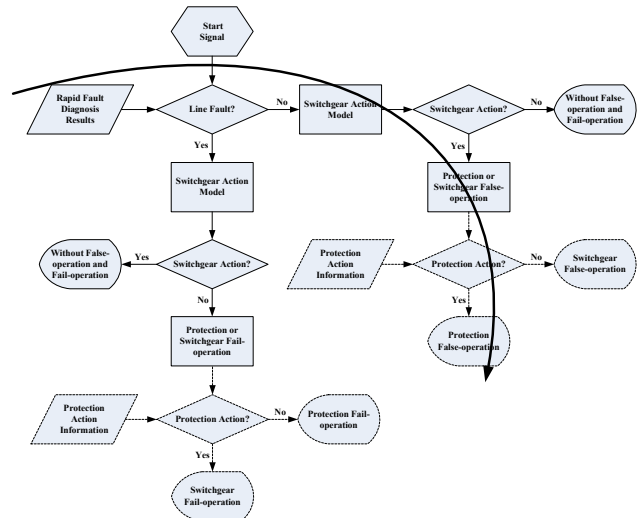 Start
Signal
Rapid Fault
Diagnosis
Results
Line Fault?
No
Switchgear Action
Model
Switchgear Action?
No
Without False-
operation and
Fail-operation
Yes
Yes
Switchgear Action
Model
Protection or
Switchgear False-
operation
Without False-
operation and
Fail-operation
Yes
Switchgear Action?
Protection
Action
Information
Protection Action?
No
Switchgear
False-operation
No
Yes
Protection or
Switchgear Fail-
operation
Protection
False-operation
Protection
Action
Information
Protection Action?
No
Protection Fail-
operation
Yes
Switchgear
Fail-operation